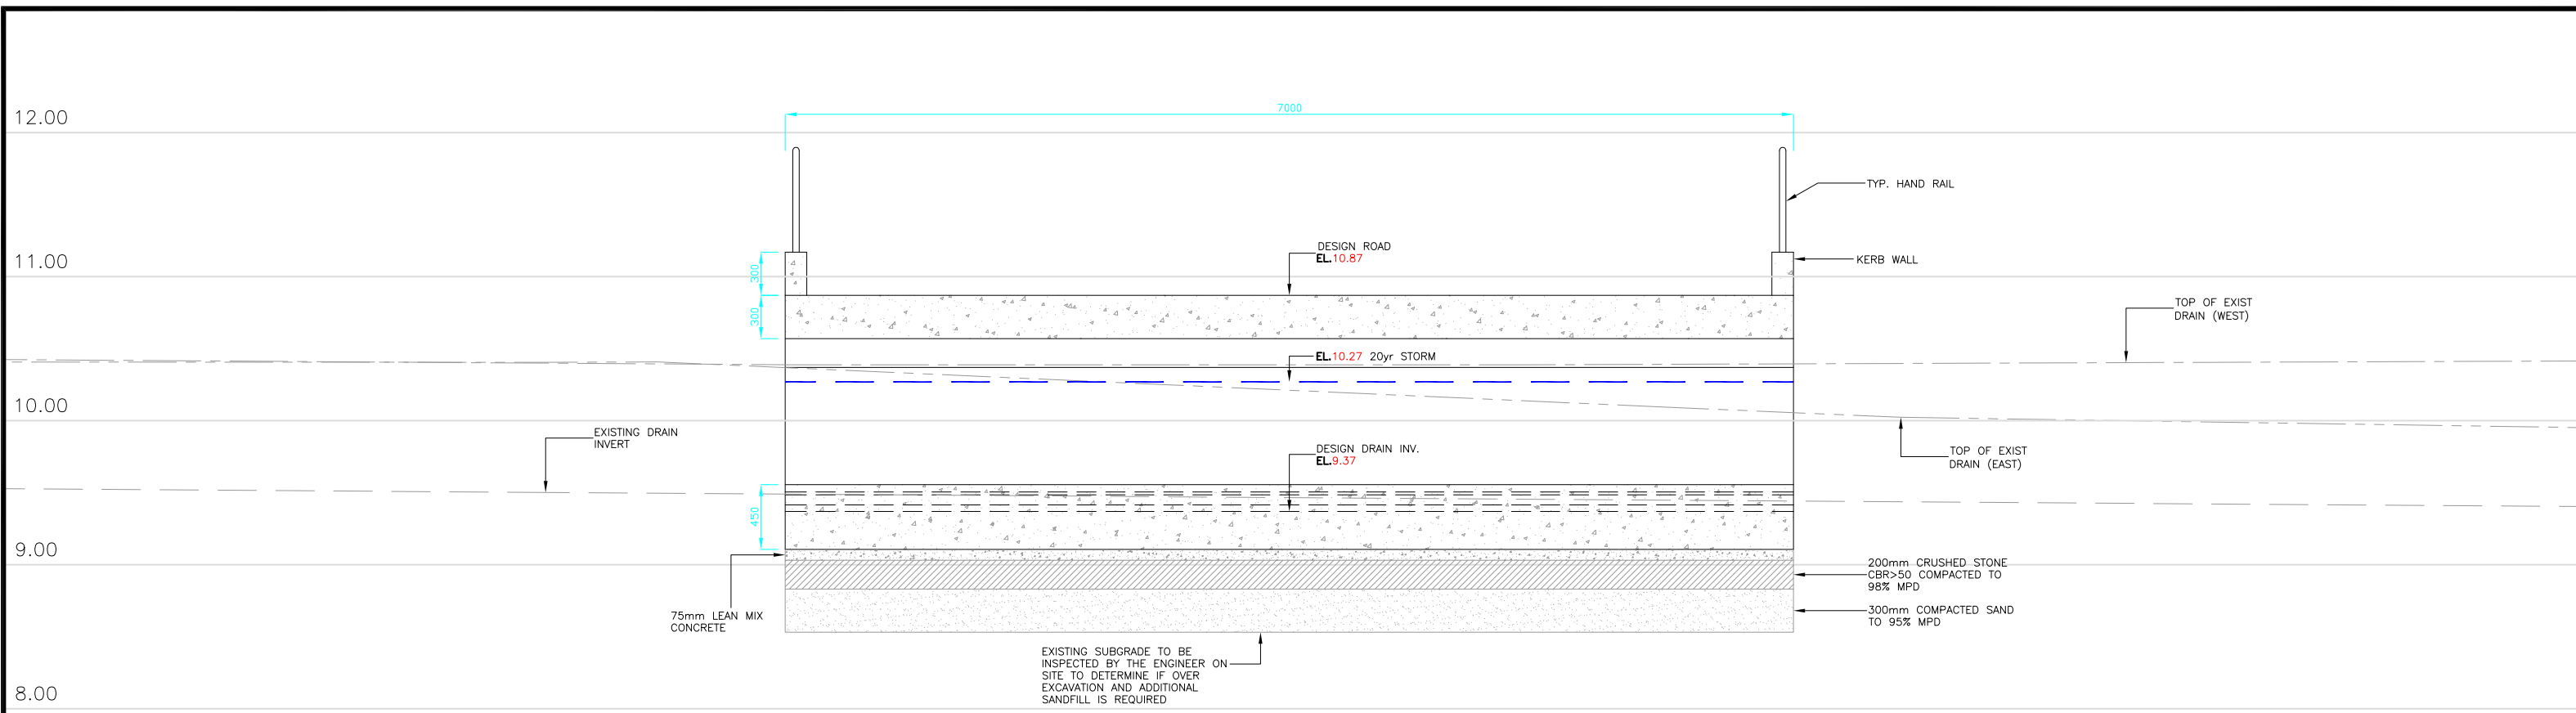 7000
12.00
TYP. HAND RAIL
DESIGN ROAD
EL.10.87
11.00
300
KERB WALL
300
TOP OF EXIST
DRAIN (WEST)
EL.10.27 20yr STORM
10.00
EXISTING DRAIN
INVERT
DESIGN DRAIN INV.
EL.9.37
TOP OF EXIST
DRAIN (EAST)
450
9.00
200mm CRUSHED STONE
CBR>50 COMPACTED TO
98% MPD
75mm LEAN MIX
CONCRETE
300mm COMPACTED SAND
TO 95% MPD
EXISTING SUBGRADE TO BE
INSPECTED BY THE ENGINEER ON
SITE TO DETERMINE IF OVER
EXCAVATION AND ADDITIONAL
SANDFILL IS REQUIRED
8.00